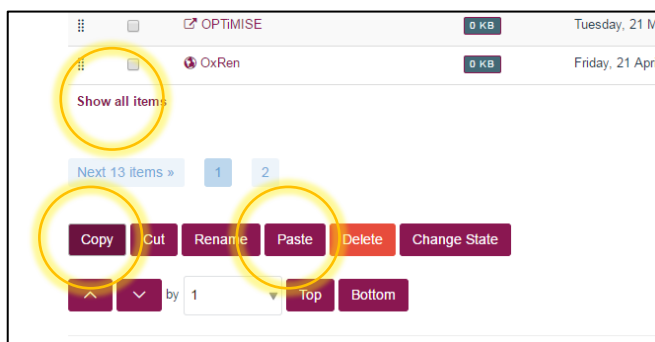 OPTiMISE 0 KB Tuesday, 21 M
OxRen 0 KB Friday, 21 Apr
Show all items
Next 13 items » 1 2
Copy Cut Rename Paste Delete Change State
by 1 Top Bottom